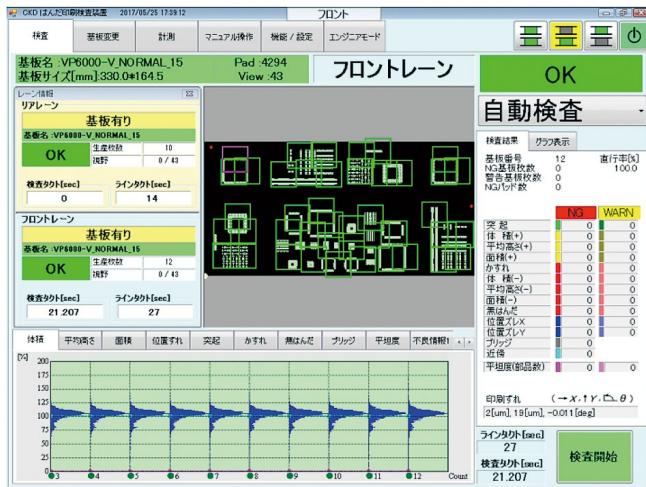 CKD はんだ印刷検査装置 2017/05/25 17:39:12 フロント
検査 基板変更 計測 マニュアル操作 機能 / 設定 エンジニアモード
基板名 :VP6000-V_NORMAL_15 Pad :4294
基板サイズ[mm]:330.0*164.5 View :43
フロントレーン
OK
レーン情報
リアレーン
基板有り
基板名 :VP6000-V_NORMAL_15
OK 生産枚数 10
視野 0 / 43
検査タクト[sec] ラインタクト[sec]
0 14
フロントレーン
基板有り
基板名 :VP6000-V_NORMAL_15
OK 生産枚数 12
視野 0 / 43
検査タクト[sec] ラインタクト[sec]
21.207 27
自動検査
検査結果 グラフ表示
基板番号 12 直行率[%]
NG基板枚数 0 100.0
警告基板枚数 0
NGパッド数 0
NG WARN
突起 0 0
体 積(+) 0 0
平均高さ(+) 0 0
面積(+) 0 0
かすれ 0 0
体 積(-) 0 0
平均高さ(-) 0 0
面積(-) 0 0
無はんだ 0 0
位置ズレX 0 0
位置ズレY 0 0
ブリッジ 0
近傍 0
平坦度(部品数) 0 0
印刷ずれ (→X,↑Y, θ)
2[um], 19[um], -0.011[deg]
体積 平均高さ 面積 位置ずれ 突起 かすれ 無はんだ ブリッジ 平坦度 不良情報1
[%]
200
175
150
125
100
75
50
25
0
3 4 5 6 7 8 9 10 11 12 Count
ラインタクト[sec]
27
検査タクト[sec]
21.207
検査開始